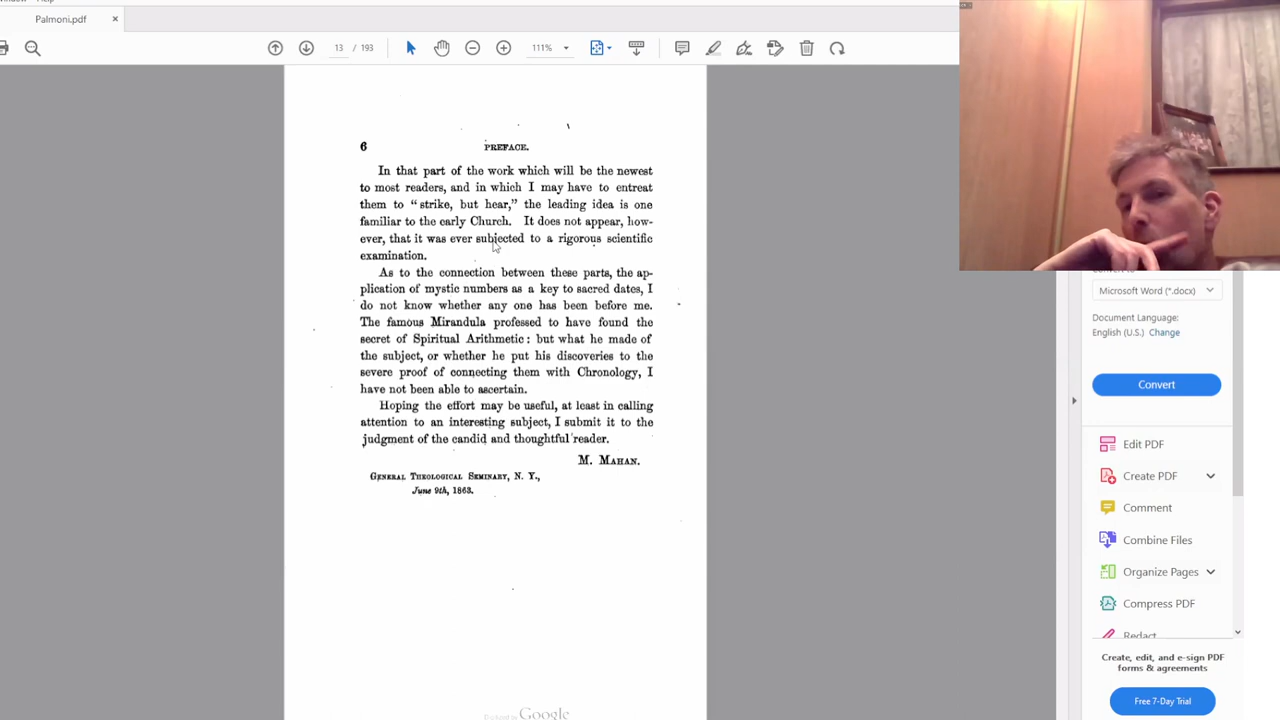 Palmoni.pdf
13 / 193
111%
6 PREFACE.
In that part of the work which will be the newest
to most readers, and in which I may have to entreat
them to “strike, but hear,” the leading idea is one
familiar to the early Church. It does not appear, how-
ever, that it was ever subjected to a rigorous scientific
examination.
As to the connection between these parts, the ap-
plication of mystic numbers as a key to sacred dates, I
do not know whether any one has been before me.
The famous Mirandula professed to have found the
secret of Spiritual Arithmetic: but what he made of
the subject, or whether he put his discoveries to the
severe proof of connecting them with Chronology, I
have not been able to ascertain.
Hoping the effort may be useful, at least in calling
attention to an interesting subject, I submit it to the
judgment of the candid and thoughtful reader.
M. MAHAN.
GENERAL THEOLOGICAL SEMINARY, N. Y.,
June 9th, 1863.
Google
Microsoft Word (*.docx)
Document Language:
English (U.S.) Change
Convert
Edit PDF
Create PDF
Comment
Combine Files
Organize Pages
Compress PDF
Redact
Create, edit, and e-sign PDF
forms & agreements
Free 7-Day Trial